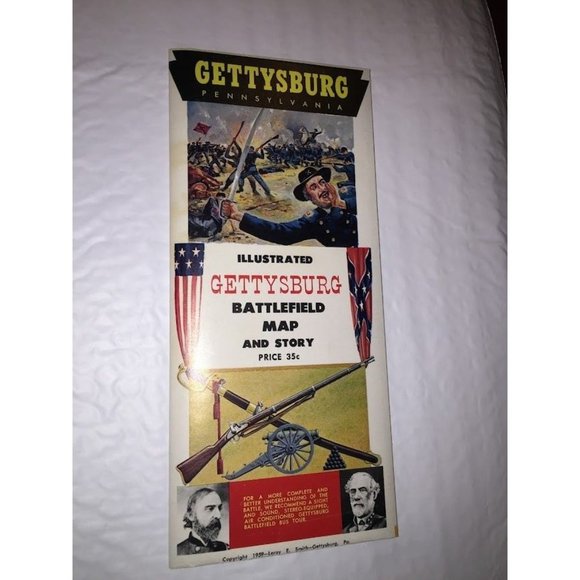 GETTYSBURG
PENNSYLVANIA
ILLUSTRATED
GETTYSBURG
BATTLEFIELD
MAP
AND STORY
PRICE 35c
FOR A MORE COMPLETE AND
BETTER UNDERSTANDING OF THE
BATTLE, WE RECOMMEND A SIGHT
AND SOUND, STEREO-EQUIPPED,
AIR CONDITIONED GETTYSBURG
BATTLEFIELD BUS TOUR.
Copyright 1959-Leroy E. Smith-Gettysburg, Pa.